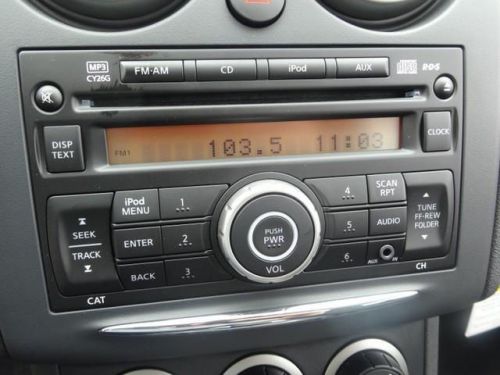 MP3
CY26G
FM·AM
CD
iPod
AUX
RDS
DISP
TEXT
FM1
103.5
11:03
CLOCK
iPod
MENU
1
4
SCAN
RPT
SEEK
TRACK
ENTER
2
PUSH
PWR
VOL
5
AUDIO
TUNE
FF·REW
FOLDER
BACK
3
6
AUX IN
CAT
CH